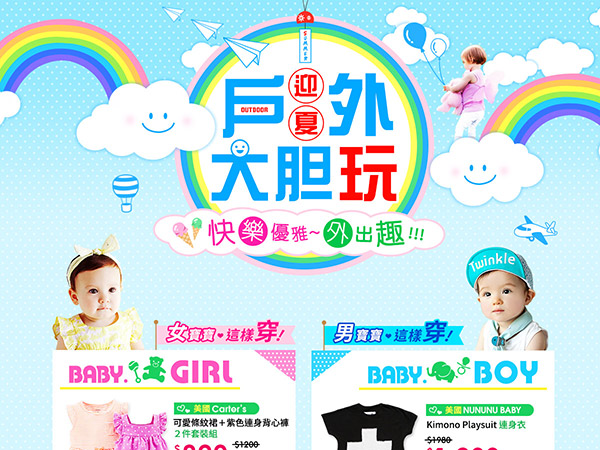 SUMMER
迎夏
戶外
OUTDOOR
大胆玩
快樂優雅~外出趣!!!
Twinkle
女寶寶♥這樣穿!
男寶寶♥這樣穿!
BABY. GIRL
BABY. BOY
美國 Carter's
可愛條紋裙+紫色連身背心褲
2件套裝組
$1200
美國 NUNUNU BABY
Kimono Playsuit 連身衣
$1980